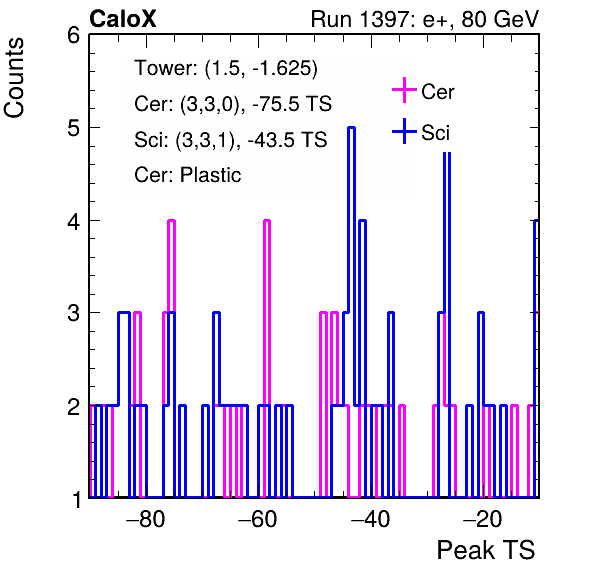 CaloX Run 1397: e+, 80 GeV
Counts
6
5
4
3
2
1
Tower: (1.5, -1.625)
Cer: (3,3,0), -75.5 TS
Sci: (3,3,1), -43.5 TS
Cer: Plastic
Cer
Sci
−80 −60 −40 −20
Peak TS